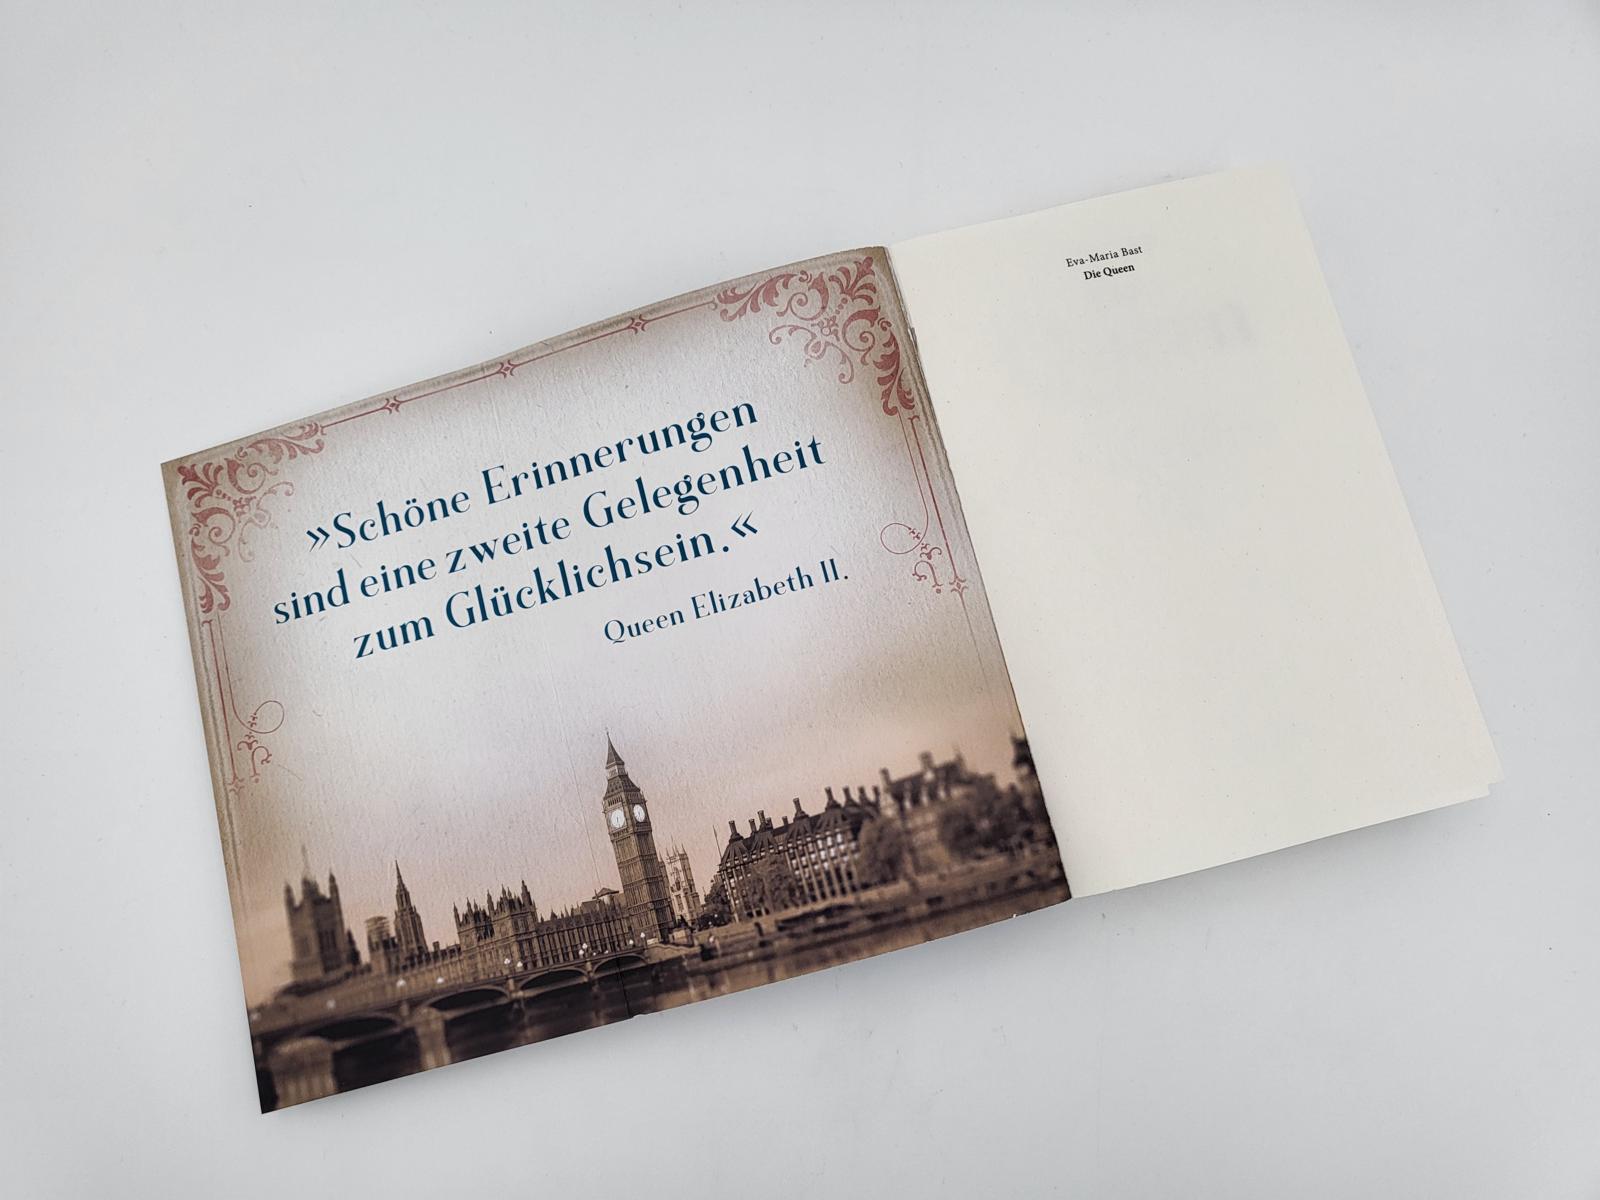 »Schöne Erinnerungen
sind eine zweite Gelegenheit
zum Glücklichsein.«
Queen Elizabeth II.
Eva-Maria Bast
Die Queen